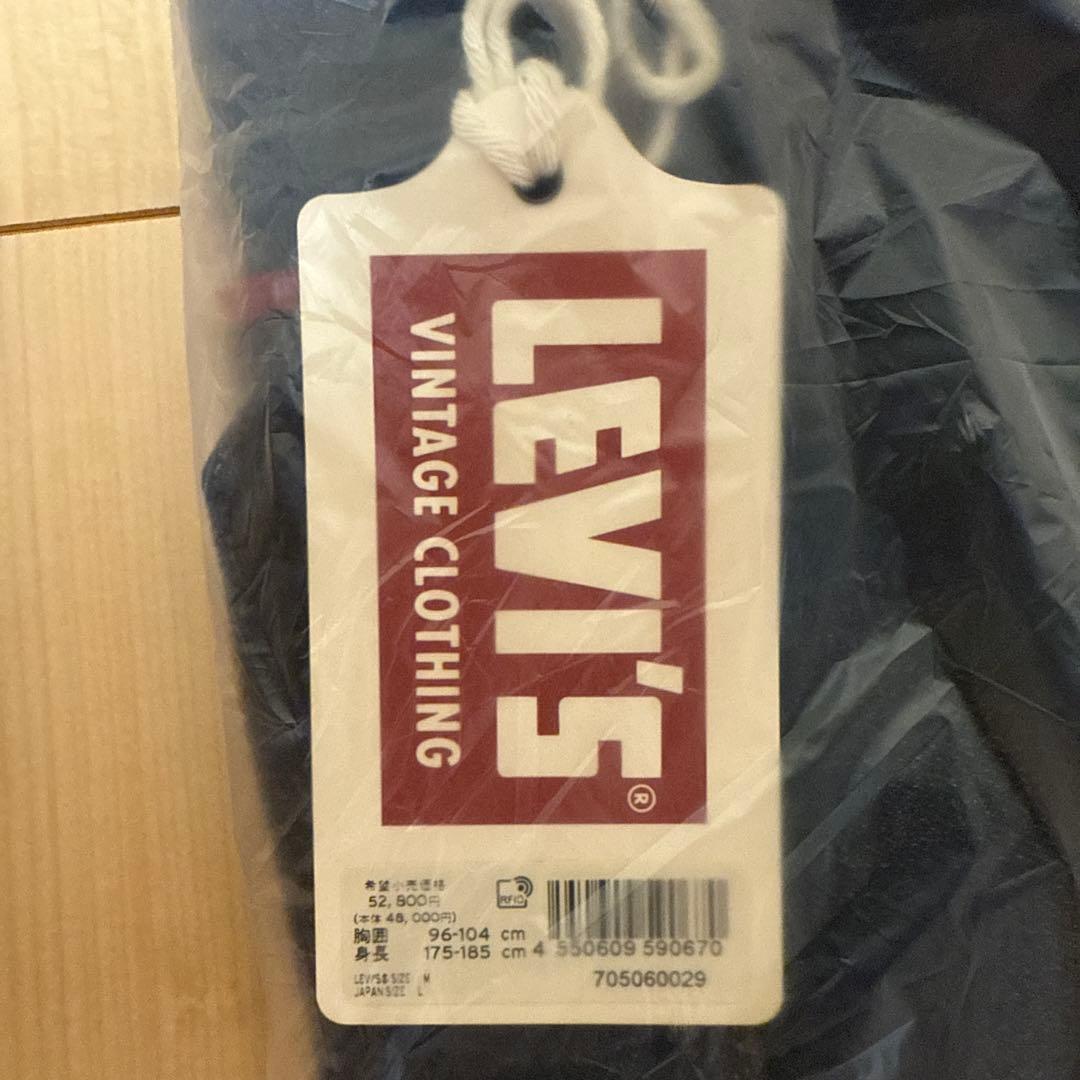 LEVI'S®
VINTAGE CLOTHING
希望小売価格
52,800円
(本体 48,000円)
胸囲 96-104 cm
身長 175-185 cm
LEVI'S® SIZE M
JAPAN SIZE L
RFID
4 550609 590670
705060029